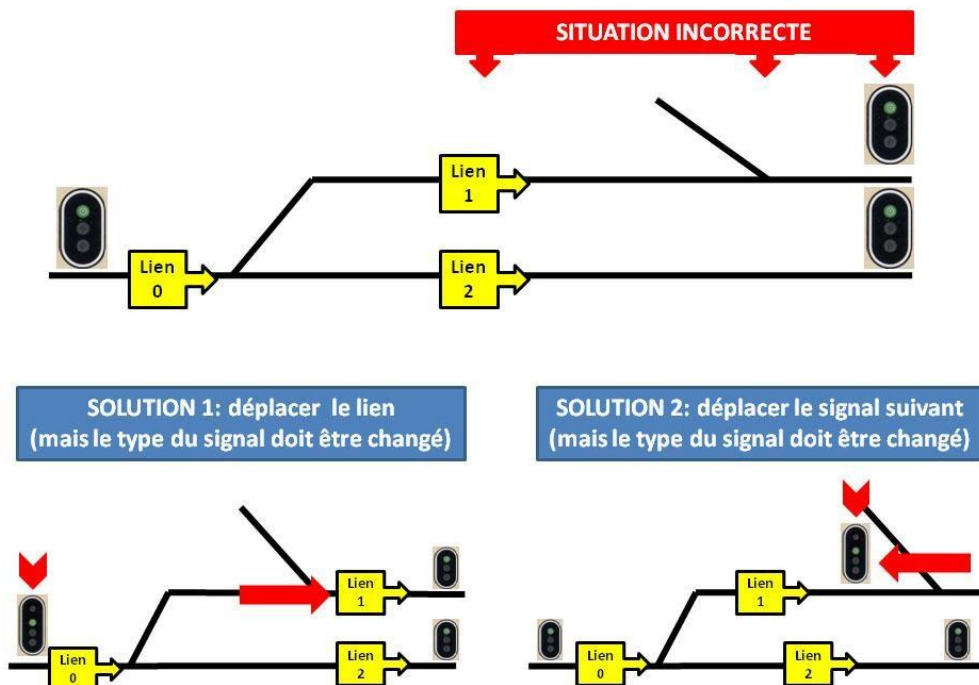 SITUATION INCORRECTE
Lien
1
Lien
0
Lien
2
SOLUTION 1: déplacer le lien
(mais le type du signal doit être changé)
SOLUTION 2: déplacer le signal suivant
(mais le type du signal doit être changé)
Lien
1
Lien
0
Lien
2
Lien
1
Lien
0
Lien
2